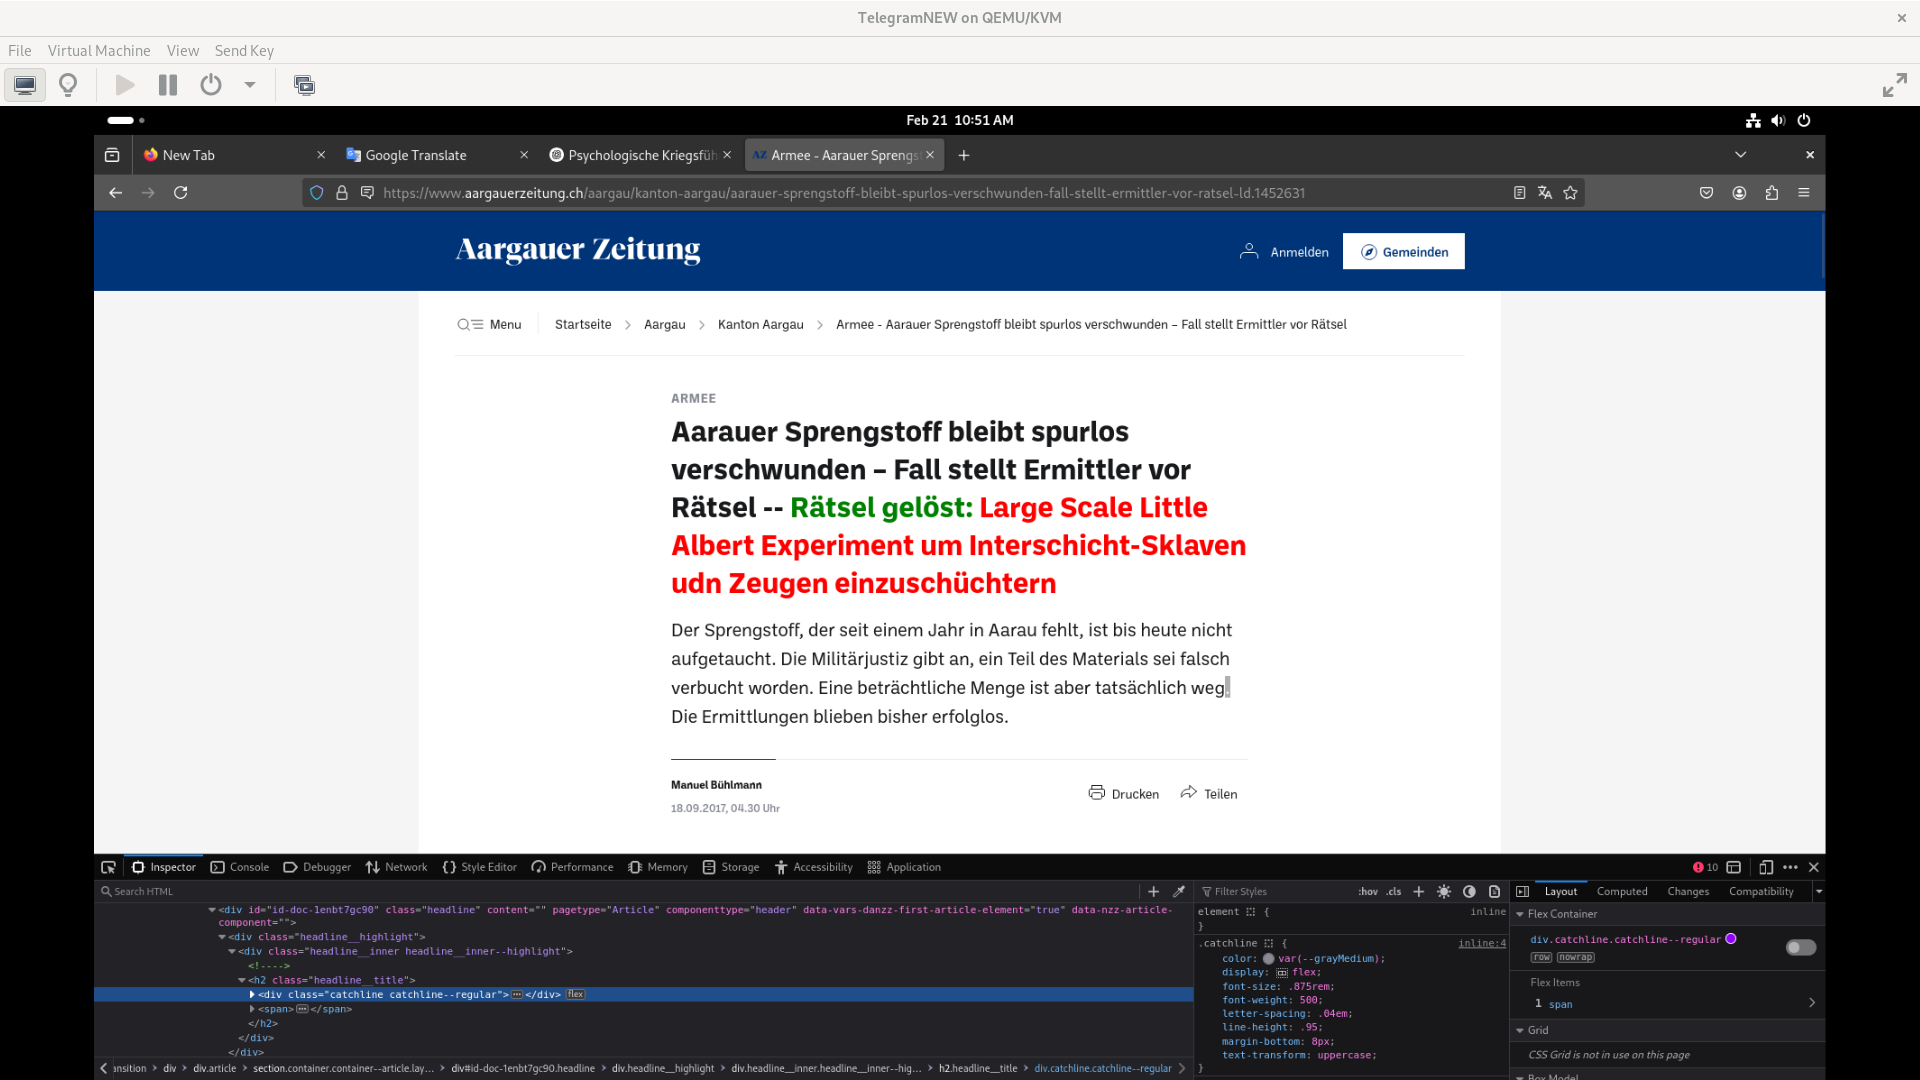 TelegramNEW on QEMU/KVM
File Virtual Machine View Send Key
Feb 21 10:51 AM
New Tab
Google Translate
Psychologische Kriegsfüh
Armee - Aarauer Sprengst
https://www.aargauerzeitung.ch/aargau/kanton-aargau/aarauer-sprengstoff-bleibt-spurlos-verschwunden-fall-stellt-ermittler-vor-ratsel-ld.1452631
Aargauer Zeitung
Anmelden
Gemeinden
Menu
Startseite
Aargau
Kanton Aargau
Armee - Aarauer Sprengstoff bleibt spurlos verschwunden – Fall stellt Ermittler vor Rätsel
ARMEE
Aarauer Sprengstoff bleibt spurlos
verschwunden – Fall stellt Ermittler vor
Rätsel -- Rätsel gelöst: Large Scale Little
Albert Experiment um Interschicht-Sklaven
udn Zeugen einzuschüchtern
Der Sprengstoff, der seit einem Jahr in Aarau fehlt, ist bis heute nicht
aufgetaucht. Die Militärjustiz gibt an, ein Teil des Materials sei falsch
verbucht worden. Eine beträchtliche Menge ist aber tatsächlich weg.
Die Ermittlungen blieben bisher erfolglos.
Manuel Bühlmann
18.09.2017, 04.30 Uhr
Drucken
Teilen
Inspector
Console
Debugger
Network
Style Editor
Performance
Memory
Storage
Accessibility
Application
10
Search HTML
<div id="id-doc-1enbt7gc90" class="headline" content="" pagetype="Article" componenttype="header" data-vars-danzz-first-article-element="true" data-nzz-article-
component="">
<div class="headline__highlight">
<div class="headline__inner headline__inner--highlight">
<!---->
<h2 class="headline__title">
<div class="catchline catchline--regular">…</div> flex
<span>…</span>
</h2>
</div>
</div>
ansition > div > div.article > section.container.container--article.lay… > div#id-doc-1enbt7gc90.headline > div.headline__highlight > div.headline__inner.headline__inner--hig… > h2.headline__title > div.catchline.catchline--regular
Filter Styles
:hov .cls
element {
inline
}
.catchline {
inline:4
color: var(--grayMedium);
display: flex;
font-size: .875rem;
font-weight: 500;
letter-spacing: .04em;
line-height: .95;
margin-bottom: 8px;
text-transform: uppercase;
}
Layout
Computed
Changes
Compatibility
Flex Container
div.catchline.catchline--regular
row nowrap
Flex Items
1 span
Grid
CSS Grid is not in use on this page
Box Model